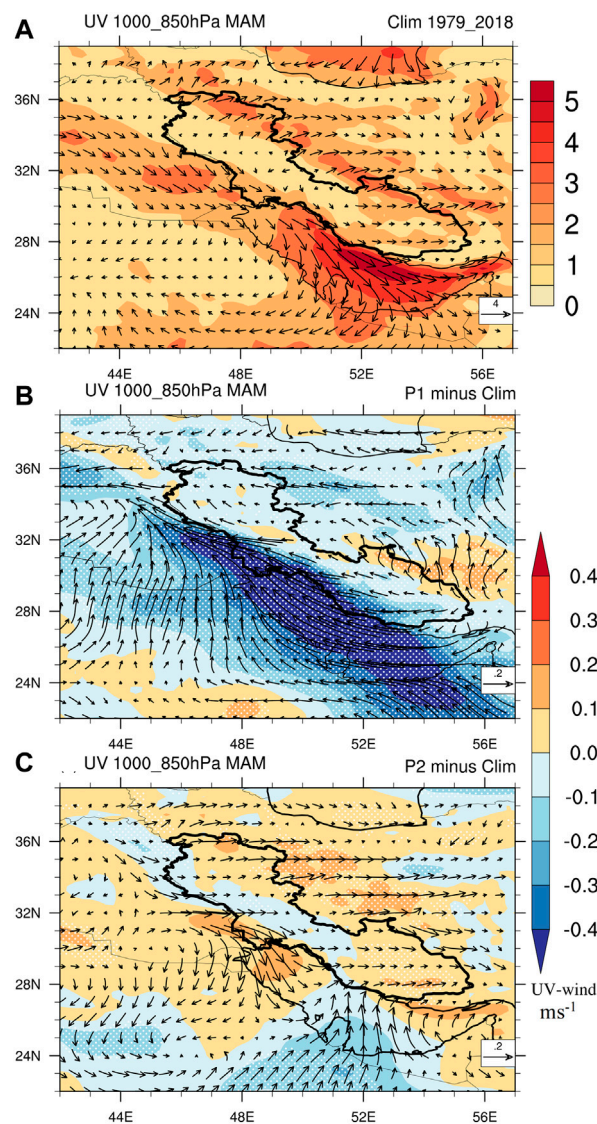 A
UV 1000_850hPa MAM
Clim 1979_2018
36N
32N
28N
24N
44E
48E
52E
56E
4
5
4
3
2
1
0
B
UV 1000_850hPa MAM
P1 minus Clim
36N
32N
28N
24N
44E
48E
52E
56E
.2
C
UV 1000_850hPa MAM
P2 minus Clim
36N
32N
28N
24N
44E
48E
52E
56E
.2
0.4
0.3
0.2
0.1
0.0
-0.1
-0.2
-0.3
-0.4
UV-wind
ms⁻¹